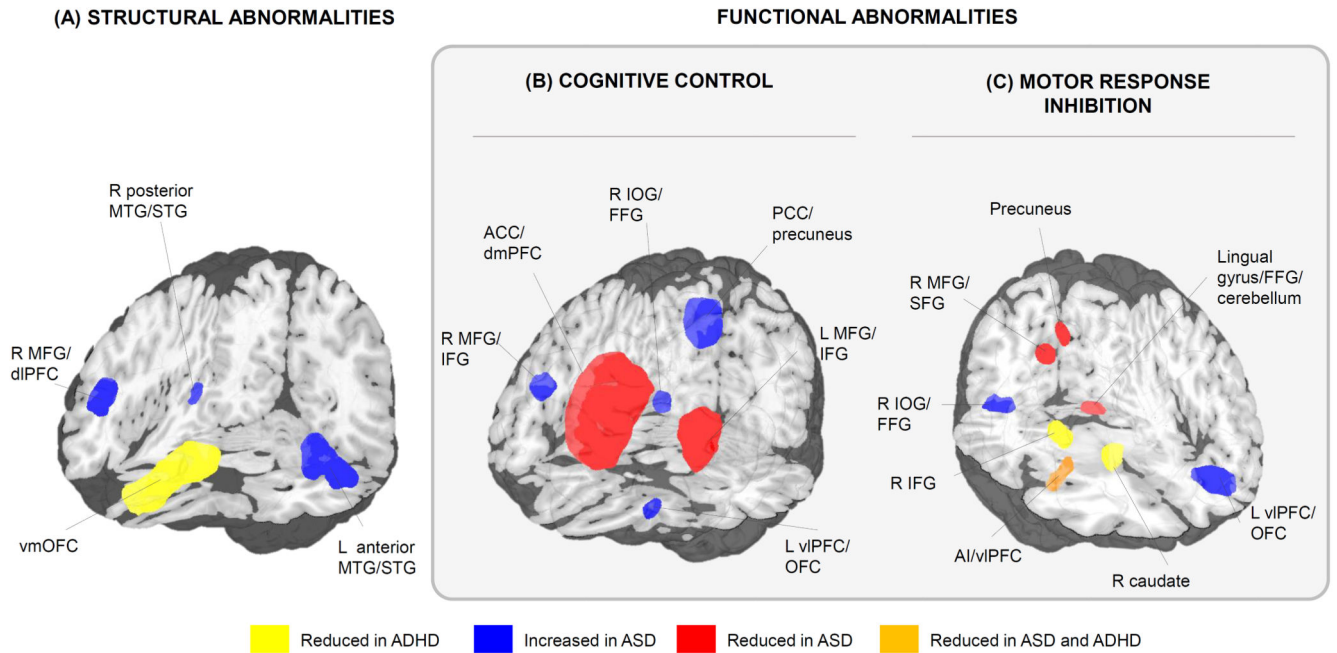 (A) STRUCTURAL ABNORMALITIES
FUNCTIONAL ABNORMALITIES
(B) COGNITIVE CONTROL
(C) MOTOR RESPONSE
INHIBITION
R posterior
MTG/STG
R MFG/
dlPFC
vmOFC
L anterior
MTG/STG
R IOG/
FFG
ACC/
dmPFC
PCC/
precuneus
R MFG/
IFG
L MFG/
IFG
L vlPFC/
OFC
Precuneus
Lingual
gyrus/FFG/
cerebellum
R MFG/
SFG
R IOG/
FFG
R IFG
AI/vlPFC
R caudate
L vlPFC/
OFC
Reduced in ADHD
Increased in ASD
Reduced in ASD
Reduced in ASD and ADHD